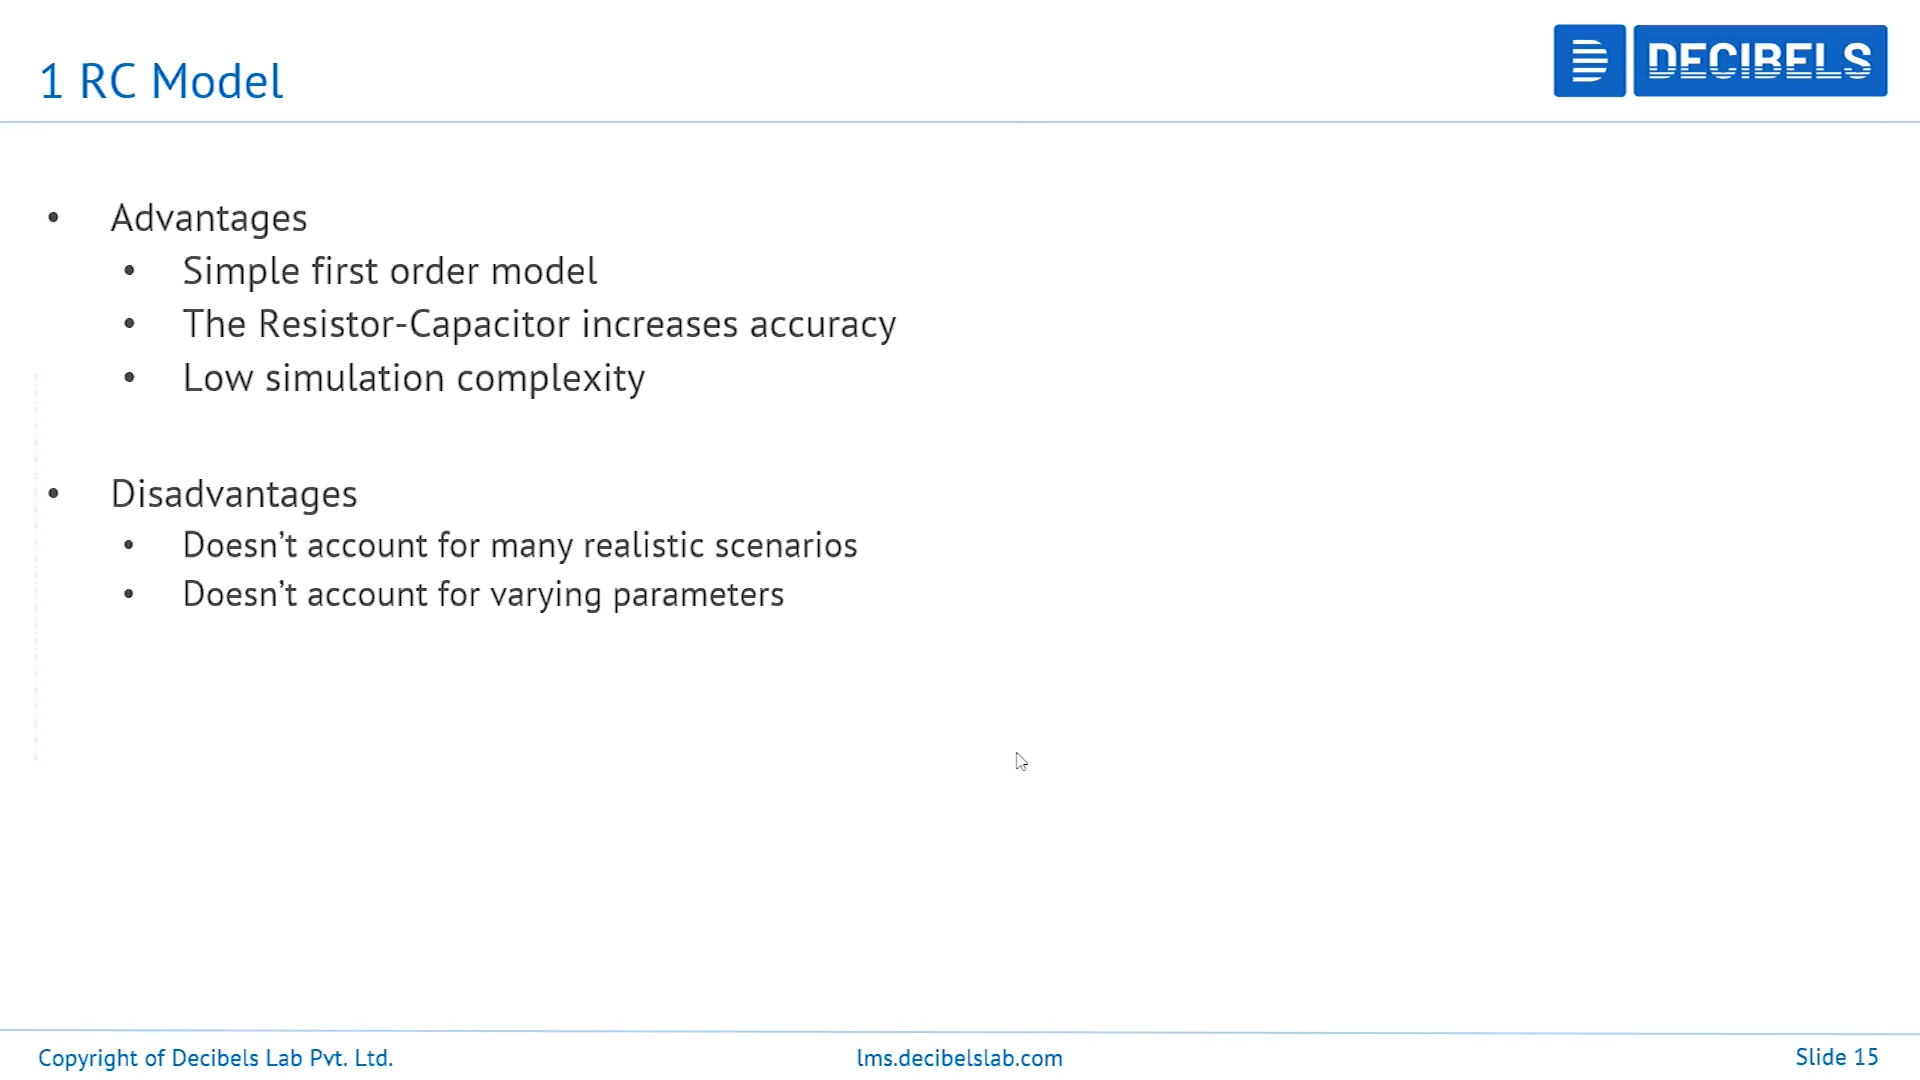 1 RC Model
DECIBELS
• Advantages
• Simple first order model
• The Resistor-Capacitor increases accuracy
• Low simulation complexity
• Disadvantages
• Doesn’t account for many realistic scenarios
• Doesn’t account for varying parameters
Copyright of Decibels Lab Pvt. Ltd.
lms.decibelslab.com
Slide 15